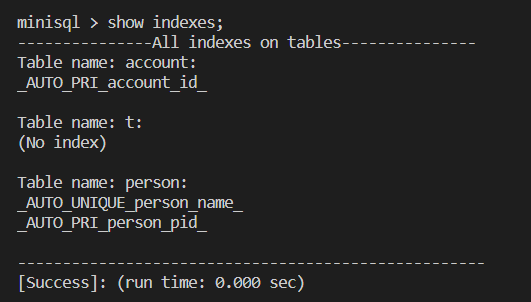 minisql > show indexes;
---------------All indexes on tables---------------
Table name: account:
_AUTO_PRI_account_id_
Table name: t:
(No index)
Table name: person:
_AUTO_UNIQUE_person_name_
_AUTO_PRI_person_pid_
----------------------------------------------------
[Success]: (run time: 0.000 sec)